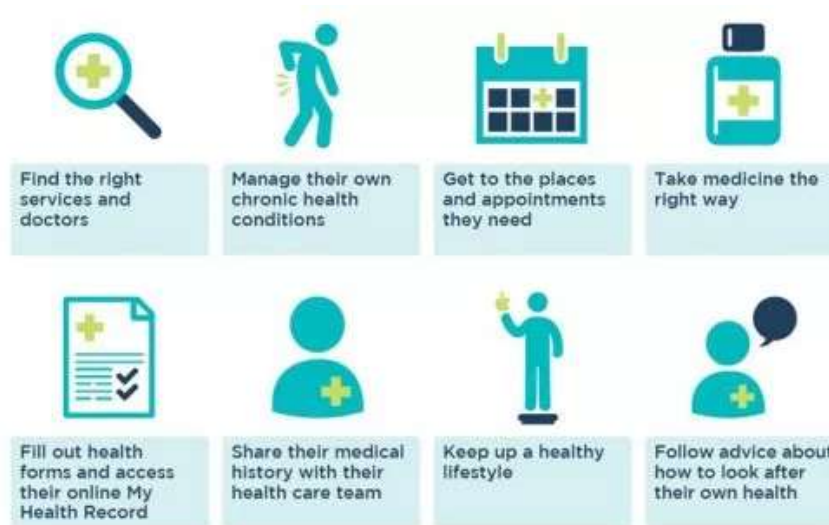 Find the right
services and
doctors
Manage their own
chronic health
conditions
Get to the places
and appointments
they need
Take medicine the
right way
Fill out health
forms and access
their online My
Health Record
Share their medical
history with their
health care team
Keep up a healthy
lifestyle
Follow advice about
how to look after
their own health